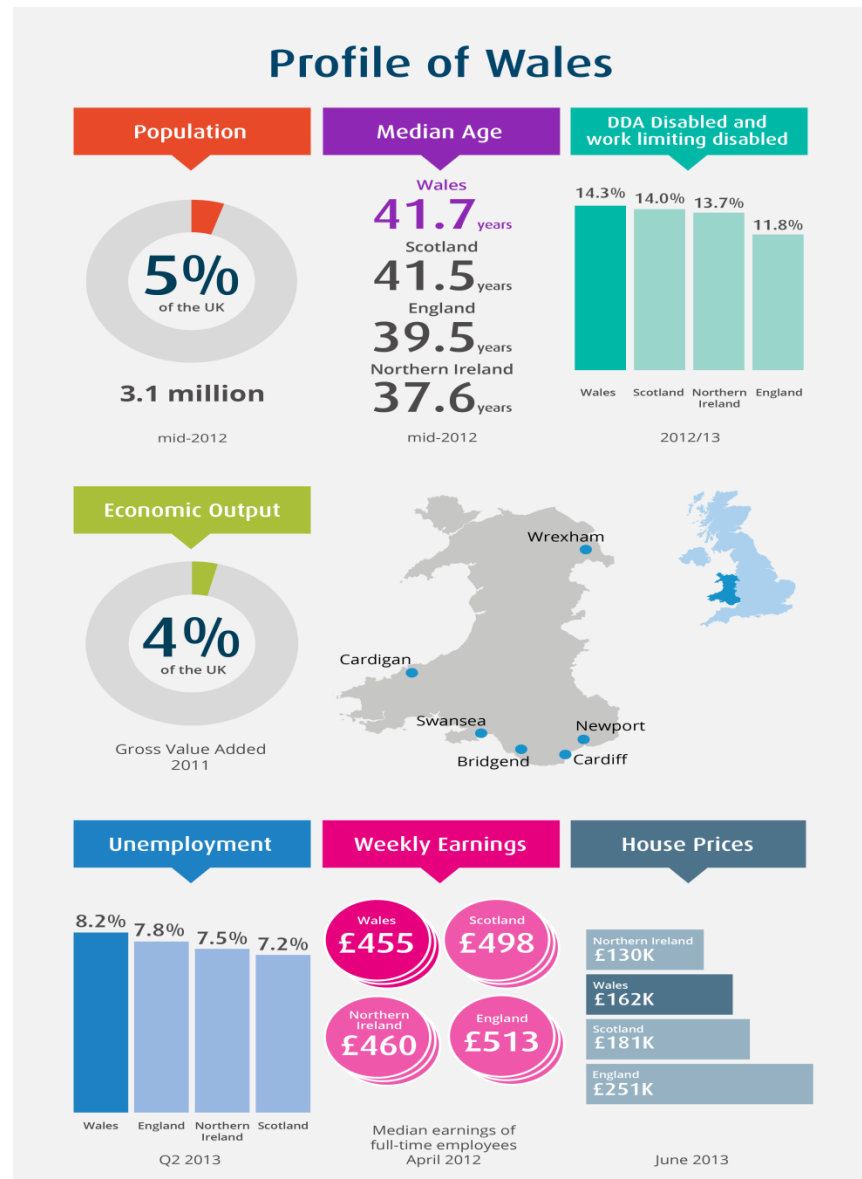 Profile of Wales
Population
5%
of the UK
3.1 million
mid-2012
Median Age
Wales
41.7 years
Scotland
41.5 years
England
39.5 years
Northern Ireland
37.6 years
mid-2012
DDA Disabled and
work limiting disabled
14.3% 14.0% 13.7% 11.8%
Wales Scotland Northern England
Ireland
2012/13
Economic Output
4%
of the UK
Gross Value Added
2011
Wrexham
Cardigan
Swansea
Newport
Bridgend
Cardiff
Unemployment
8.2% 7.8% 7.5% 7.2%
Wales England Northern Scotland
Ireland
Q2 2013
Weekly Earnings
Wales
£455
Scotland
£498
Northern
Ireland
£460
England
£513
Median earnings of
full-time employees
April 2012
House Prices
Northern Ireland
£130K
Wales
£162K
Scotland
£181K
England
£251K
June 2013